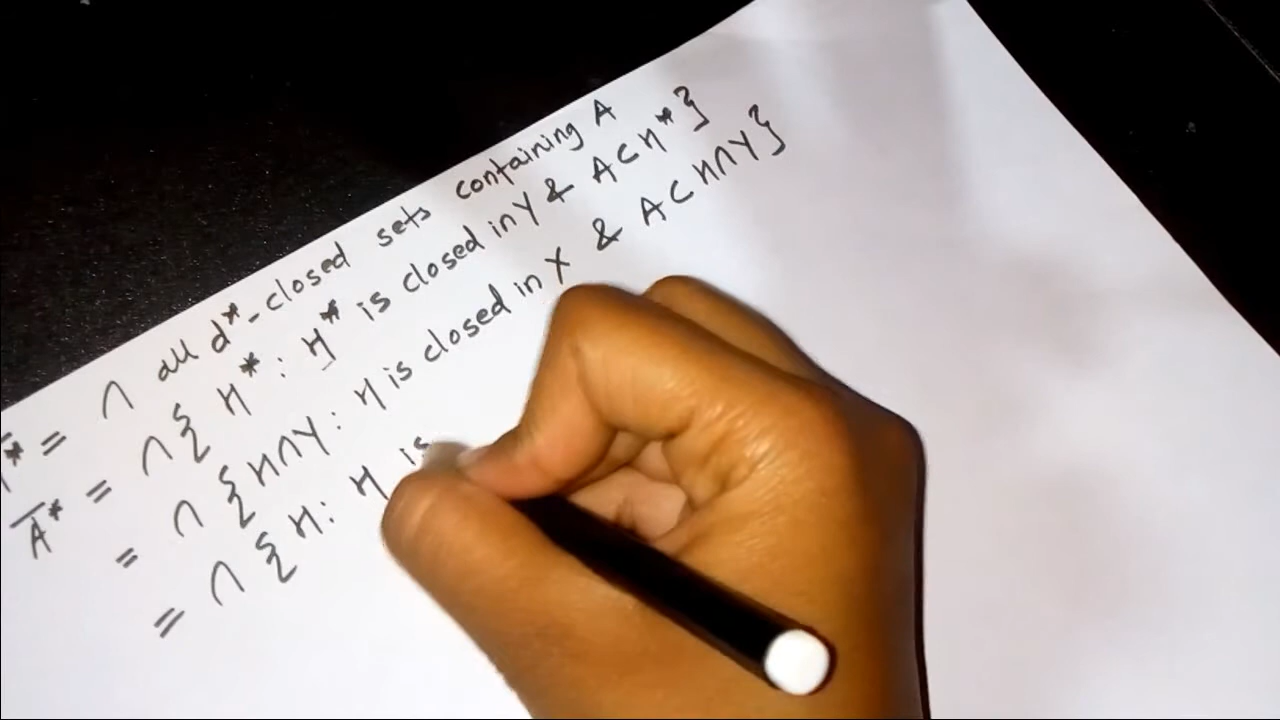 = ∩ all d*-closed sets containing A
A̅* = ∩ { H* : H* is closed in Y & A ⊂ H* }
= ∩ { H∩Y : H is closed in X & A ⊂ H∩Y }
= ∩ { H : H is